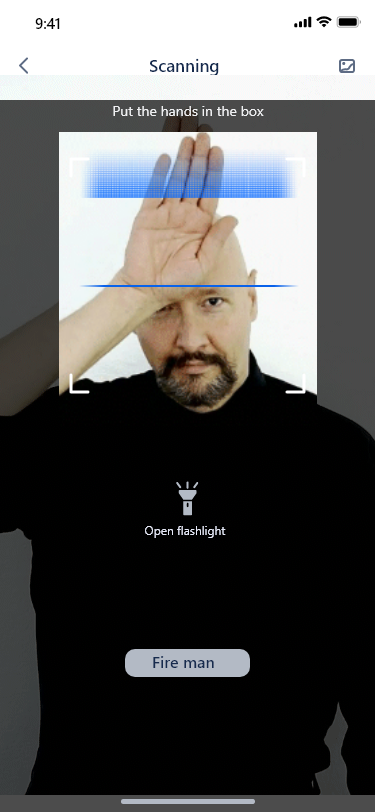 9:41
Scanning
Put the hands in the box
Open flashlight
Fire man